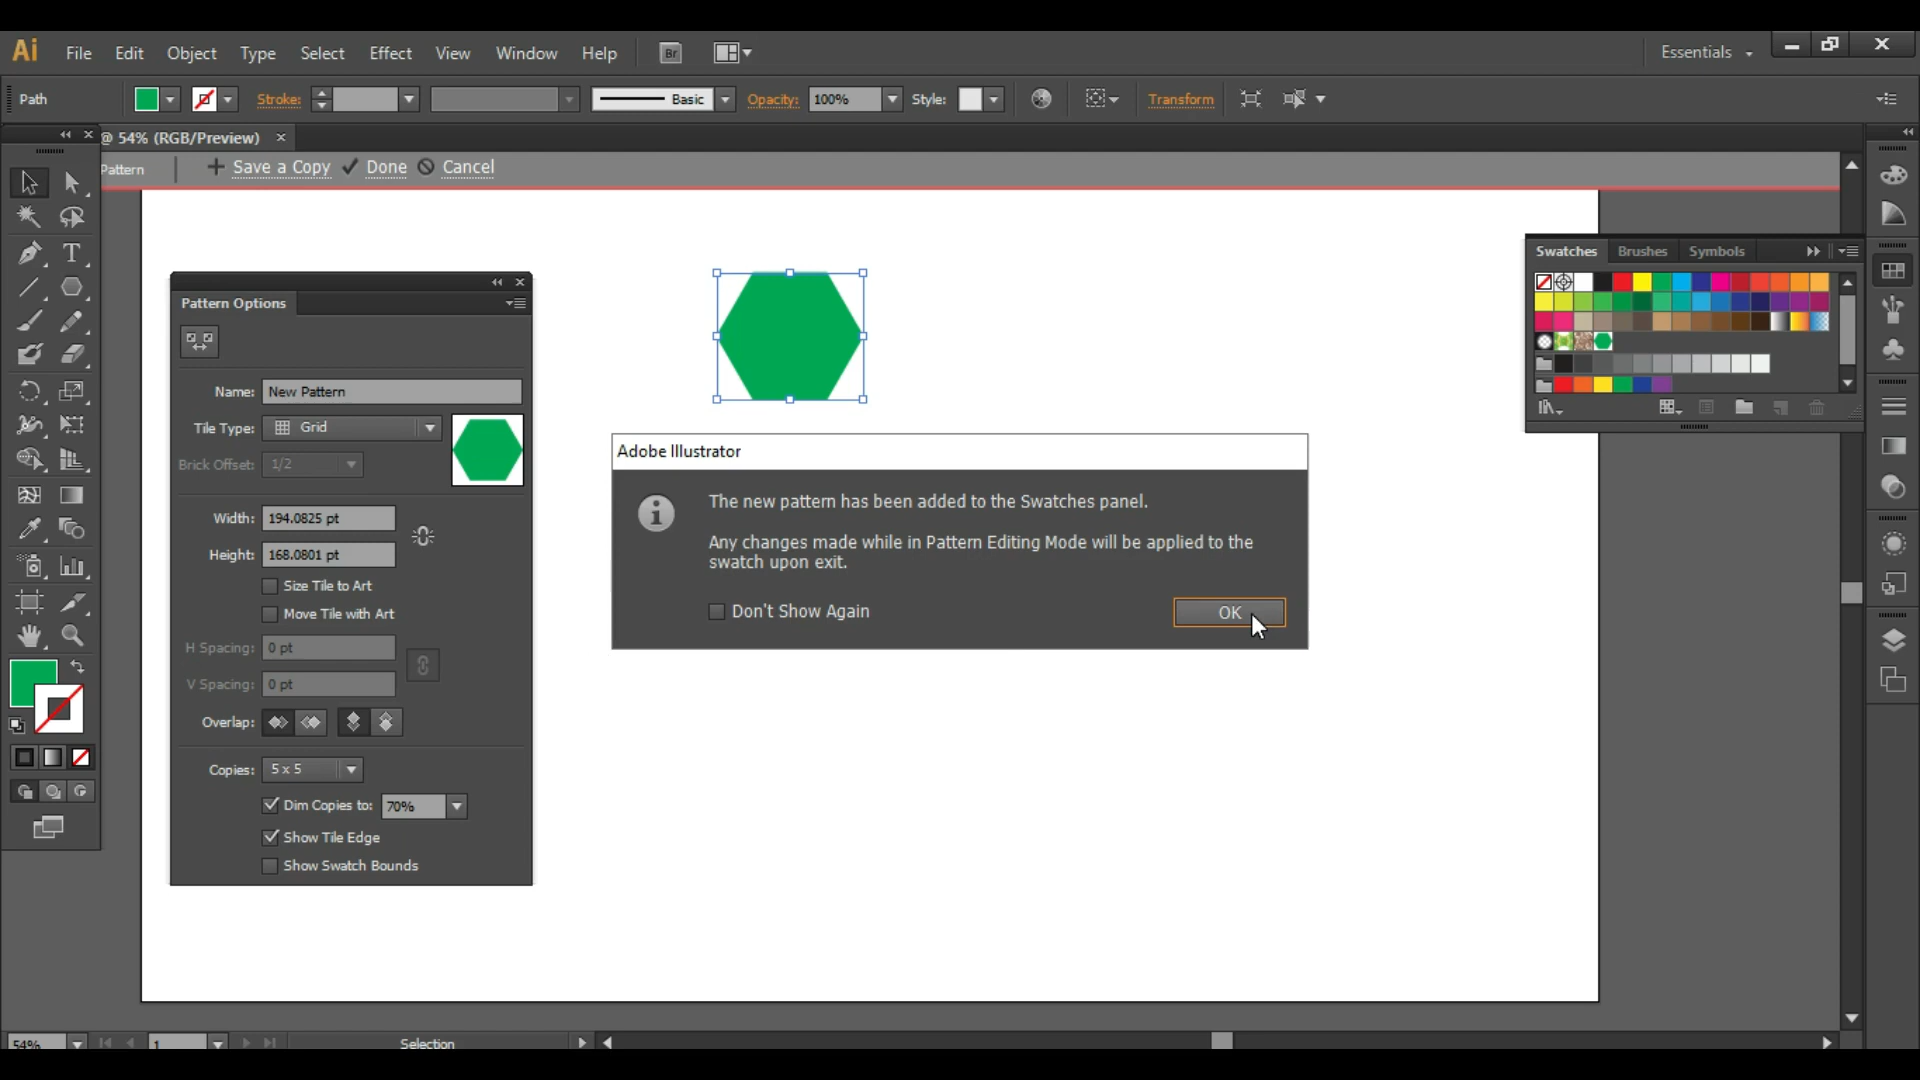 Ai File Edit Object Type Select Effect View Window Help Br Essentials
Path Stroke: Basic Opacity: 100% Style: Transform
@ 54% (RGB/Preview)
Pattern Save a Copy Done Cancel
Swatches Brushes Symbols
Pattern Options
Name: New Pattern
Tile Type: Grid
Brick Offset: 1/2
Width: 194.0825 pt
Height: 168.0801 pt
Size Tile to Art
Move Tile with Art
H Spacing: 0 pt
V Spacing: 0 pt
Overlap:
Copies: 5 x 5
Dim Copies to: 70%
Show Tile Edge
Show Swatch Bounds
Adobe Illustrator
The new pattern has been added to the Swatches panel.
Any changes made while in Pattern Editing Mode will be applied to the
swatch upon exit.
Don't Show Again OK
54% 1 Selection